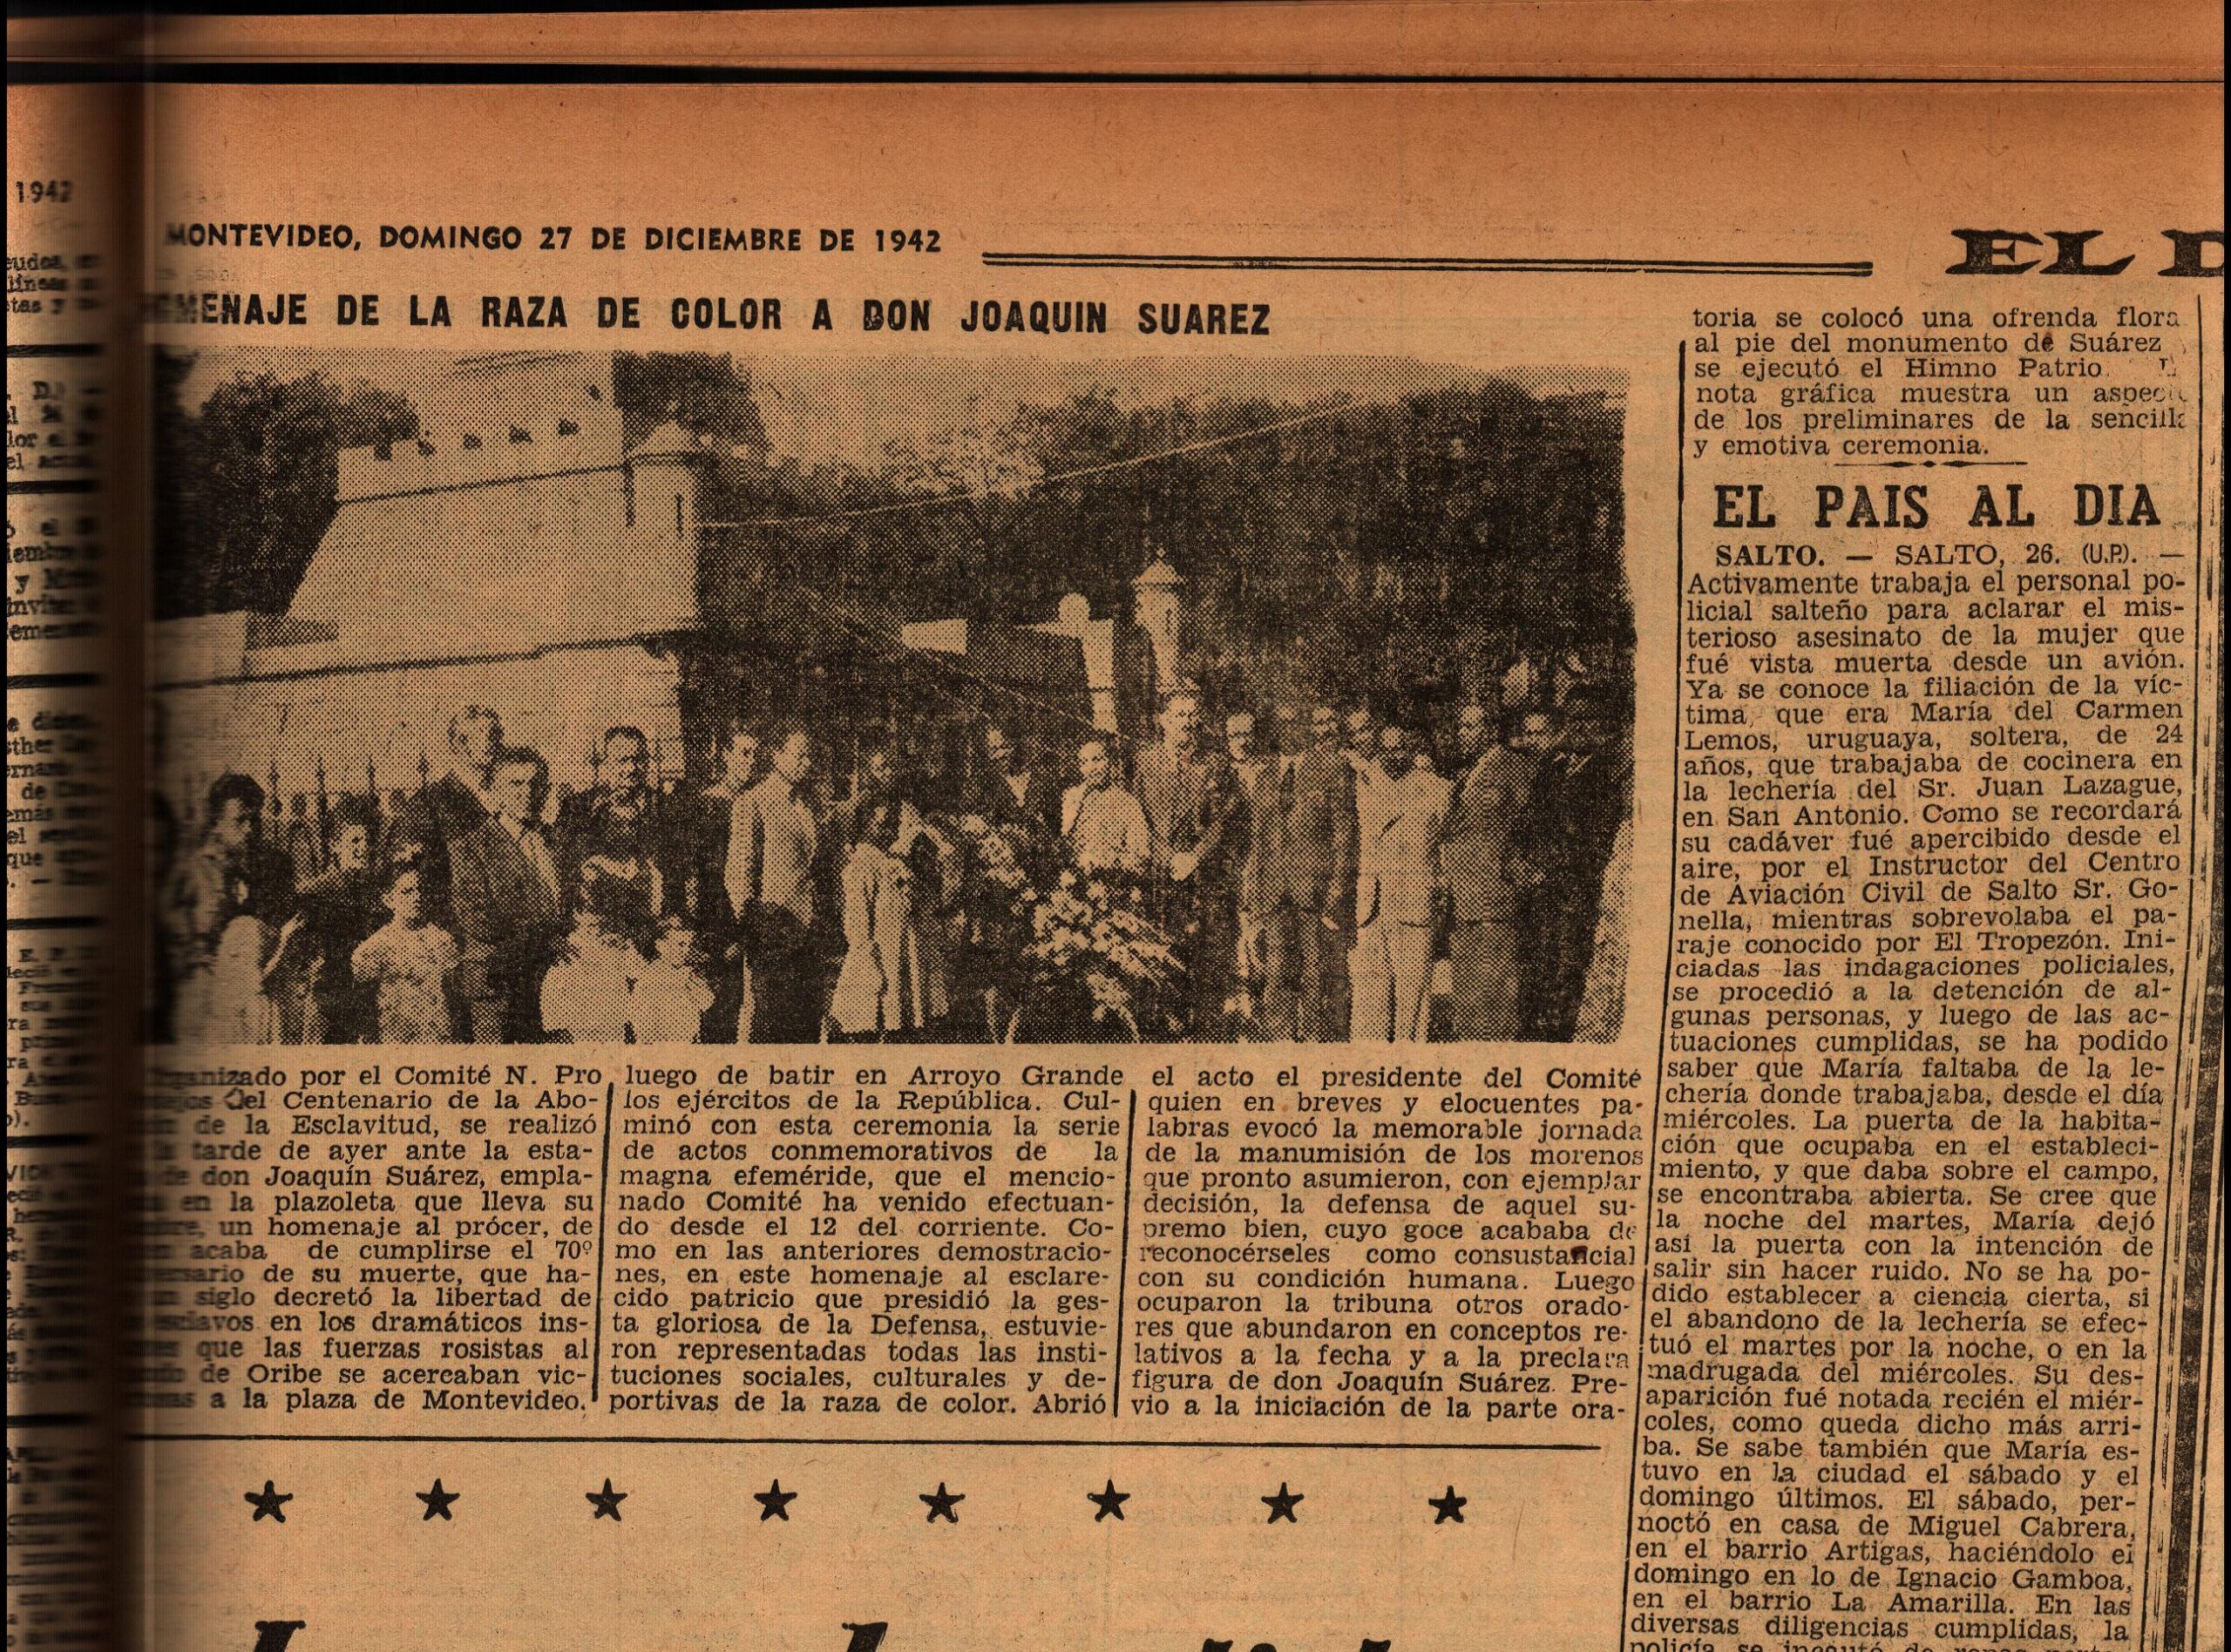 1942
MONTEVIDEO, DOMINGO 27 DE DICIEMBRE DE 1942
EL D
MENAJE DE LA RAZA DE COLOR A DON JOAQUIN SUAREZ
por el Comité N. Pro
del Centenario de la Abo-
de la Esclavitud, se realizó
tarde de ayer ante la esta-
de don Joaquín Suárez, empla-
en la plazoleta que lleva su
un homenaje al prócer, de
acaba de cumplirse el 70º
de su muerte, que ha-
siglo decretó la libertad de
en los dramáticos ins-
que las fuerzas rosistas al
de Oribe se acercaban vic-
a la plaza de Montevideo.
luego de batir en Arroyo Grande
los ejércitos de la República. Cul-
minó con esta ceremonia la serie
de actos conmemorativos de la
magna efeméride, que el mencio-
nado Comité ha venido efectuan-
do desde el 12 del corriente. Co-
mo en las anteriores demostracio-
nes, en este homenaje al esclare-
cido patricio que presidió la ges-
ta gloriosa de la Defensa, estuvie-
ron representadas todas las insti-
tuciones sociales, culturales y de-
portivas de la raza de color. Abrió
el acto el presidente del Comité
quien en breves y elocuentes pa-
labras evocó la memorable jornada
de la manumisión de los morenos
que pronto asumieron, con ejemplar
decisión, la defensa de aquel su-
premo bien, cuyo goce acababa de
reconocérseles como consustancial
con su condición humana. Luego
ocuparon la tribuna otros orado-
res que abundaron en conceptos re-
lativos a la fecha y a la preclara
figura de don Joaquín Suárez. Pre-
vio a la iniciación de la parte ora-
toria se colocó una ofrenda flora
al pie del monumento de Suárez
se ejecutó el Himno Patrio.
nota gráfica muestra un aspec
de los preliminares de la sencilla
y emotiva ceremonia.
EL PAIS AL DIA
SALTO. — SALTO, 26. (U.P.). —
Activamente trabaja el personal po-
licial salteño para aclarar el mis-
terioso asesinato de la mujer que
fué vista muerta desde un avión.
Ya se conoce la filiación de la víc-
tima, que era María del Carmen
Lemos, uruguaya, soltera, de 24
años, que trabajaba de cocinera en
la lechería del Sr. Juan Lazague,
en San Antonio. Como se recordará
su cadáver fué apercibido desde el
aire, por el Instructor del Centro
de Aviación Civil de Salto Sr. Go-
nella, mientras sobrevolaba el pa-
raje conocido por El Tropezón. Ini-
ciadas las indagaciones policiales,
se procedió a la detención de al-
gunas personas, y luego de las ac-
tuaciones cumplidas, se ha podido
saber que María faltaba de la le-
chería donde trabajaba, desde el día
miércoles. La puerta de la habita-
ción que ocupaba en el estableci-
miento, y que daba sobre el campo,
se encontraba abierta. Se cree que
la noche del martes, María dejó
así la puerta con la intención de
salir sin hacer ruido. No se ha po-
dido establecer a ciencia cierta, si
el abandono de la lechería se efec-
tuó el martes por la noche, o en la
madrugada del miércoles. Su des-
aparición fué notada recién el miér-
coles, como queda dicho más arri-
ba. Se sabe también que María es-
tuvo en la ciudad el sábado y el
domingo últimos. El sábado, per-
noctó en casa de Miguel Cabrera,
en el barrio Artigas, haciéndolo el
domingo en lo de Ignacio Gamboa,
en el barrio La Amarilla. En las
diversas diligencias cumplidas, la
policía se incautó de ropas